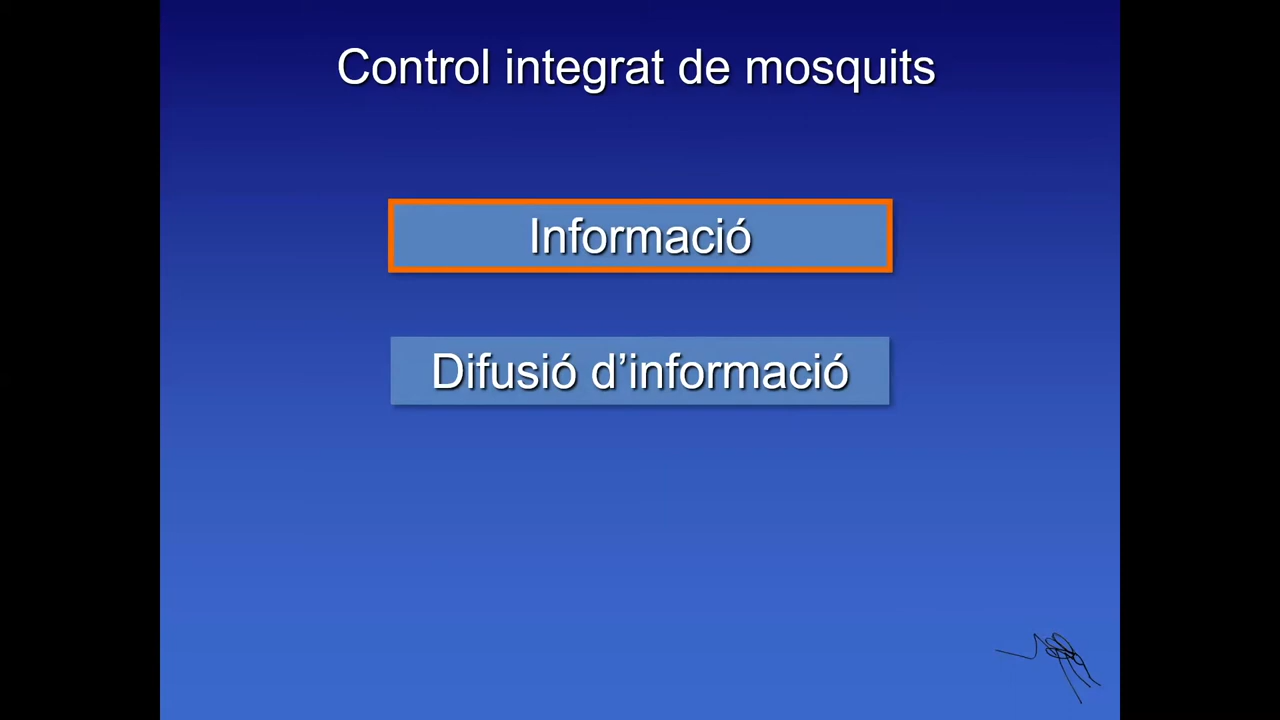 Control integrat de mosquits
Informació
Difusió d’informació